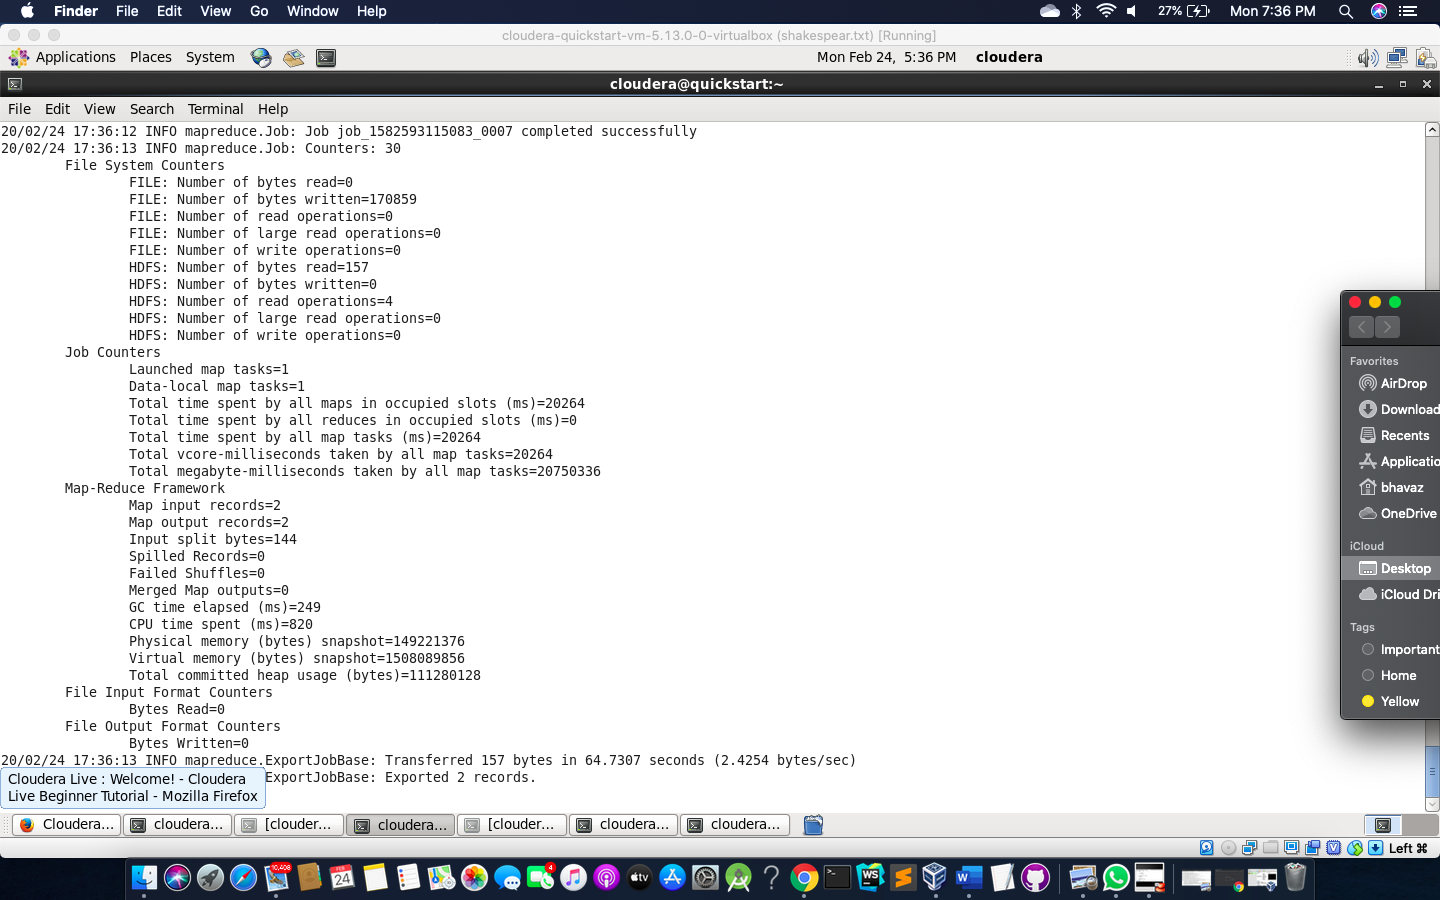 Finder File Edit View Go Window Help 27% Mon 7:36 PM
cloudera-quickstart-vm-5.13.0-0-virtualbox (shakespear.txt) [Running]
Applications Places System Mon Feb 24, 5:36 PM cloudera
cloudera@quickstart:~
File Edit View Search Terminal Help
20/02/24 17:36:12 INFO mapreduce.Job: Job job_1582593115083_0007 completed successfully
20/02/24 17:36:13 INFO mapreduce.Job: Counters: 30
File System Counters
FILE: Number of bytes read=0
FILE: Number of bytes written=170859
FILE: Number of read operations=0
FILE: Number of large read operations=0
FILE: Number of write operations=0
HDFS: Number of bytes read=157
HDFS: Number of bytes written=0
HDFS: Number of read operations=4
HDFS: Number of large read operations=0
HDFS: Number of write operations=0
Job Counters
Launched map tasks=1
Data-local map tasks=1
Total time spent by all maps in occupied slots (ms)=20264
Total time spent by all reduces in occupied slots (ms)=0
Total time spent by all map tasks (ms)=20264
Total vcore-milliseconds taken by all map tasks=20264
Total megabyte-milliseconds taken by all map tasks=20750336
Map-Reduce Framework
Map input records=2
Map output records=2
Input split bytes=144
Spilled Records=0
Failed Shuffles=0
Merged Map outputs=0
GC time elapsed (ms)=249
CPU time spent (ms)=820
Physical memory (bytes) snapshot=149221376
Virtual memory (bytes) snapshot=1508089856
Total committed heap usage (bytes)=111280128
File Input Format Counters
Bytes Read=0
File Output Format Counters
Bytes Written=0
20/02/24 17:36:13 INFO mapreduce.ExportJobBase: Transferred 157 bytes in 64.7307 seconds (2.4254 bytes/sec)
ExportJobBase: Exported 2 records.
Cloudera Live : Welcome! - Cloudera
Live Beginner Tutorial - Mozilla Firefox
Favorites
AirDrop
Download
Recents
Applicatio
bhavaz
OneDrive
iCloud
Desktop
iCloud Dri
Tags
Important
Home
Yellow
Cloudera... cloudera... [clouder... cloudera... [clouder... cloudera... cloudera...
Left ⌘
10,408
FEB
24
4
tv
WS
W